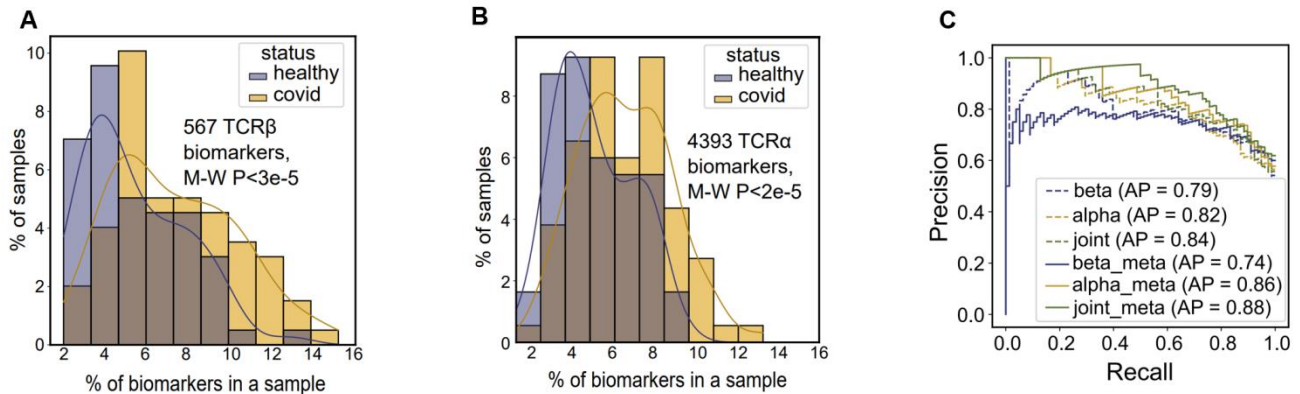 A
% of samples
10
8
6
4
2
0
2 4 6 8 10 12 14 16
% of biomarkers in a sample
status
healthy
covid
567 TCRβ
biomarkers,
M-W P<3e-5
B
% of samples
8
6
4
2
0
2 4 6 8 10 12 14 16
% of biomarkers in a sample
status
healthy
covid
4393 TCRα
biomarkers,
M-W P<2e-5
C
Precision
1.0
0.8
0.6
0.4
0.2
0.0
0.0 0.2 0.4 0.6 0.8 1.0
Recall
beta (AP = 0.79)
alpha (AP = 0.82)
joint (AP = 0.84)
beta_meta (AP = 0.74)
alpha_meta (AP = 0.86)
joint_meta (AP = 0.88)